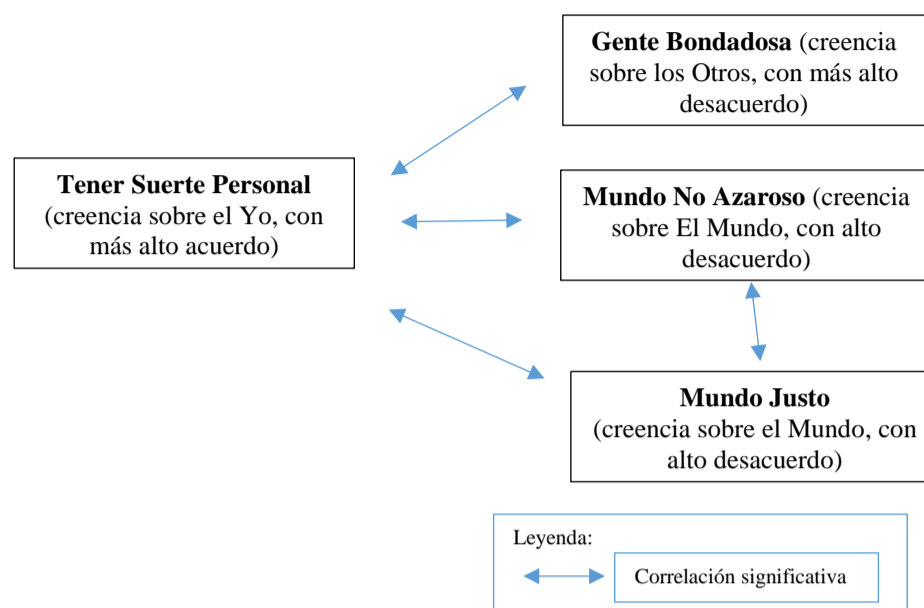 Gente Bondadosa (creencia
sobre los Otros, con más alto
desacuerdo)
Tener Suerte Personal
(creencia sobre el Yo, con
más alto acuerdo)
Mundo No Azaroso (creencia
sobre El Mundo, con alto
desacuerdo)
Mundo Justo
(creencia sobre el Mundo, con
alto desacuerdo)
Leyenda:
Correlación significativa